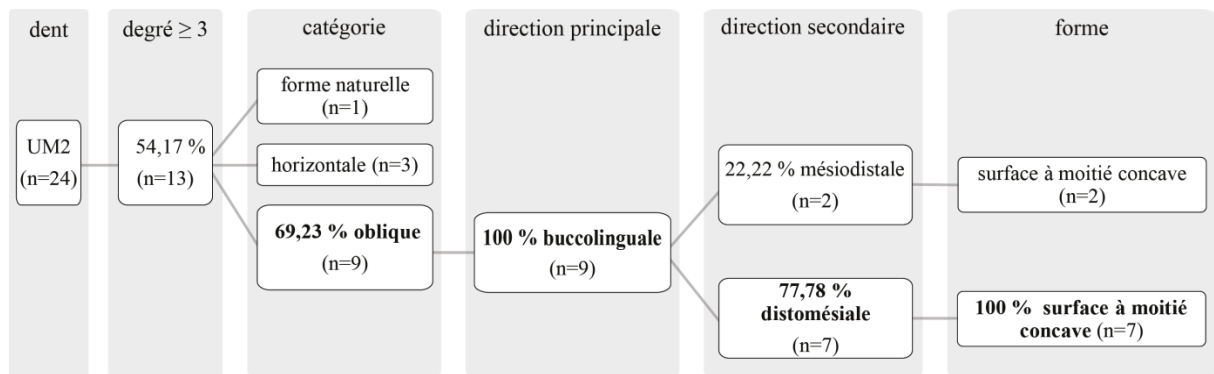 dent
degré ≥ 3
catégorie
direction principale
direction secondaire
forme
UM2
(n=24)
54,17 %
(n=13)
forme naturelle
(n=1)
horizontale (n=3)
69,23 % oblique
(n=9)
100 % buccolinguale
(n=9)
22,22 % mésiodistale
(n=2)
77,78 %
distomésiale
(n=7)
surface à moitié concave
(n=2)
100 %  surface à moitié
concave (n=7)